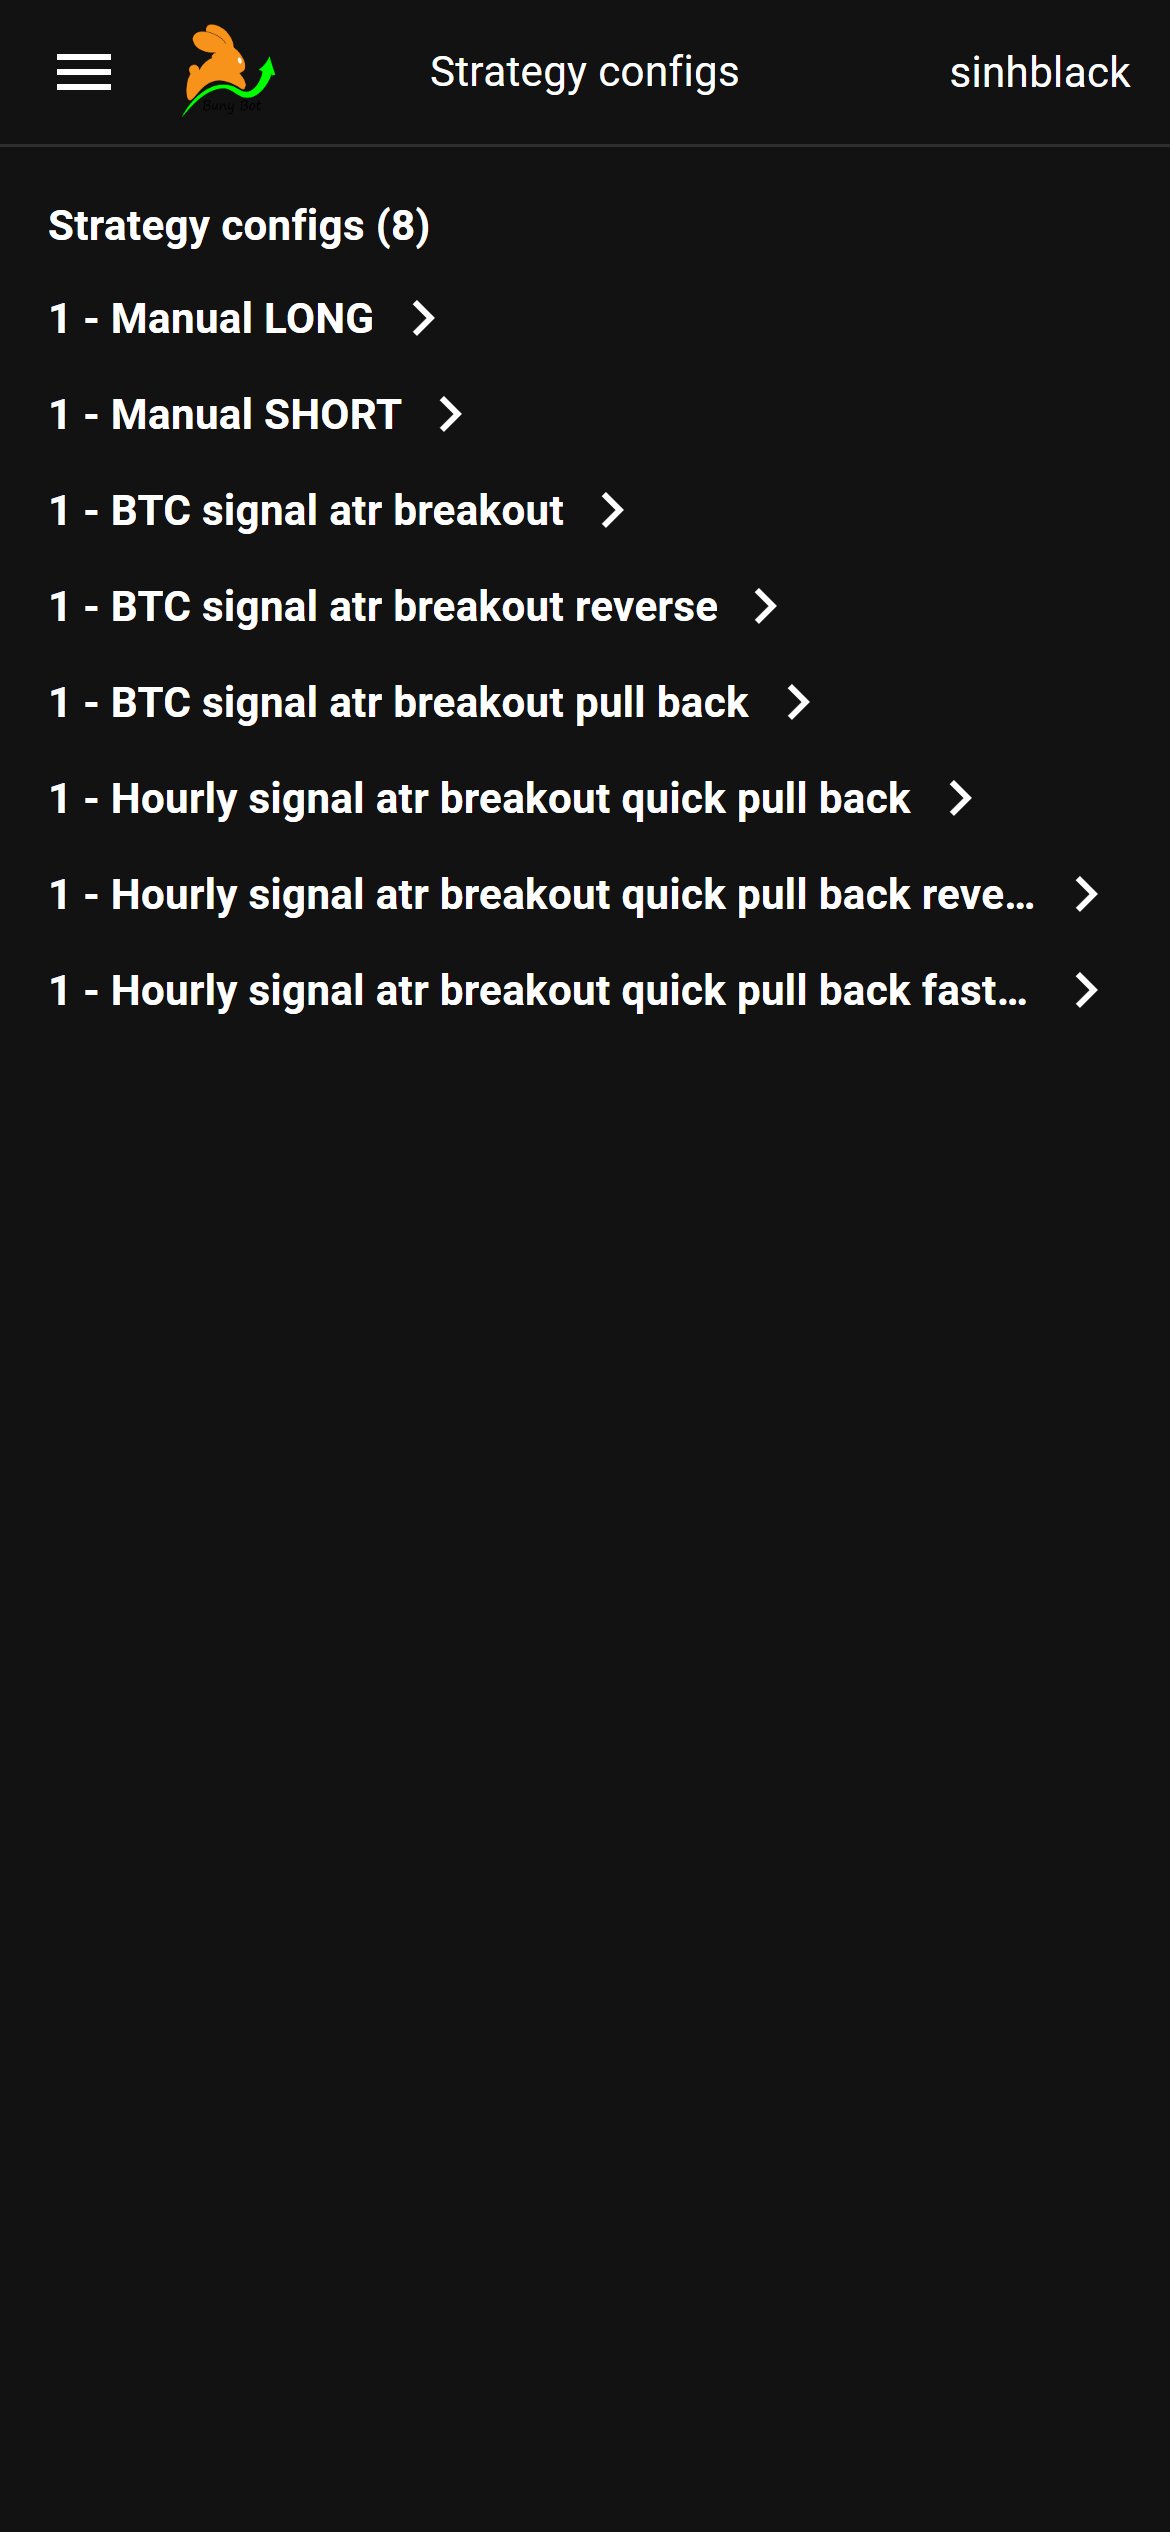 Buny Bot
Strategy configs
sinhblack
Strategy configs (8)
1 - Manual LONG
1 - Manual SHORT
1 - BTC signal atr breakout
1 - BTC signal atr breakout reverse
1 - BTC signal atr breakout pull back
1 - Hourly signal atr breakout quick pull back
1 - Hourly signal atr breakout quick pull back reve...
1 - Hourly signal atr breakout quick pull back fast...